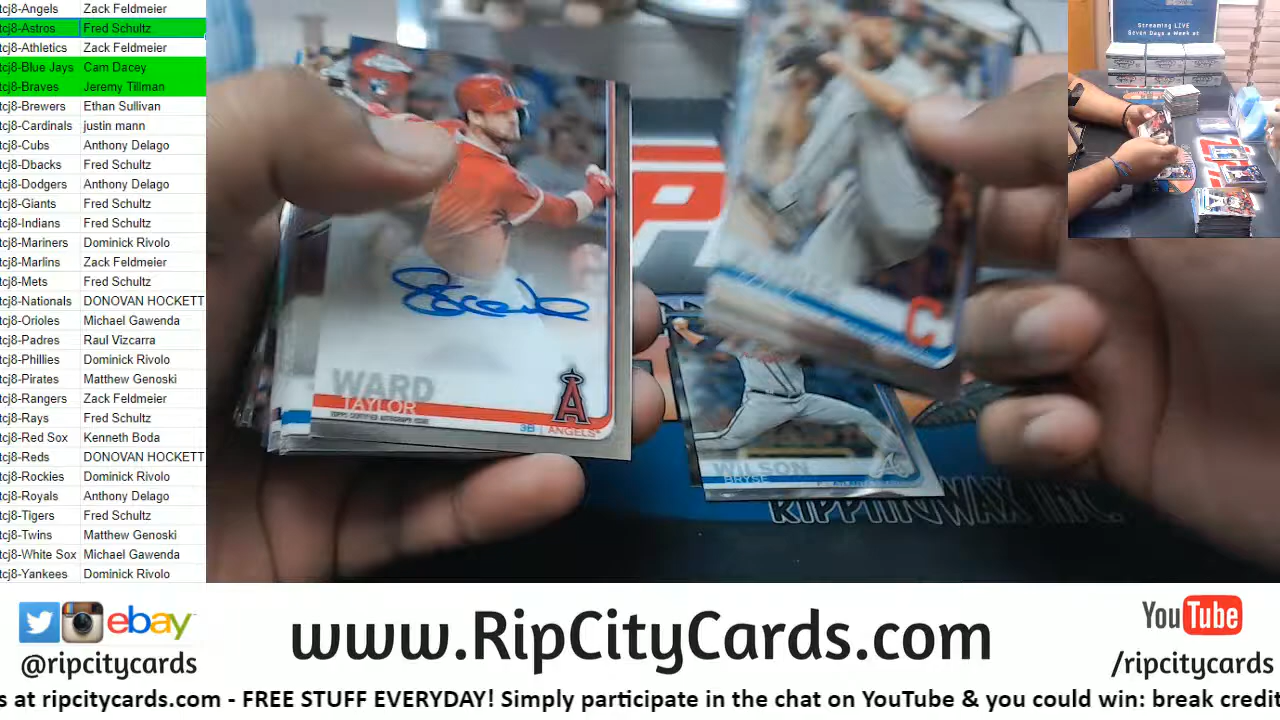 tcj8-Angels Zack Feldmeier
tcj8-Astros Fred Schultz
tcj8-Athletics Zack Feldmeier
tcj8-Blue Jays Cam Dacey
tcj8-Braves Jeremy Tillman
tcj8-Brewers Ethan Sullivan
tcj8-Cardinals justin mann
tcj8-Cubs Anthony Delago
tcj8-Dbacks Fred Schultz
tcj8-Dodgers Anthony Delago
tcj8-Giants Fred Schultz
tcj8-Indians Fred Schultz
tcj8-Mariners Dominick Rivolo
tcj8-Marlins Zack Feldmeier
tcj8-Mets Fred Schultz
tcj8-Nationals DONOVAN HOCKETT
tcj8-Orioles Michael Gawenda
tcj8-Padres Raul Vizcarra
tcj8-Phillies Dominick Rivolo
tcj8-Pirates Matthew Genoski
tcj8-Rangers Zack Feldmeier
tcj8-Rays Fred Schultz
tcj8-Red Sox Kenneth Boda
tcj8-Reds DONOVAN HOCKETT
tcj8-Rockies Dominick Rivolo
tcj8-Royals Anthony Delago
tcj8-Tigers Fred Schultz
tcj8-Twins Matthew Genoski
tcj8-White Sox Michael Gawenda
tcj8-Yankees Dominick Rivolo
WARD
TAYLOR
TOPPS CERTIFIED AUTOGRAPH ISSUE
3B | ANGELS
A
C
P
WILSON
BRYSE
A
RIPPTINWAX INC.
Streaming LIVE
Seven Days a Week at
ebay
@ripcitycards
www.RipCityCards.com
YouTube
/ripcitycards
s at ripcitycards.com - FREE STUFF EVERYDAY! Simply participate in the chat on YouTube & you could win: break credit